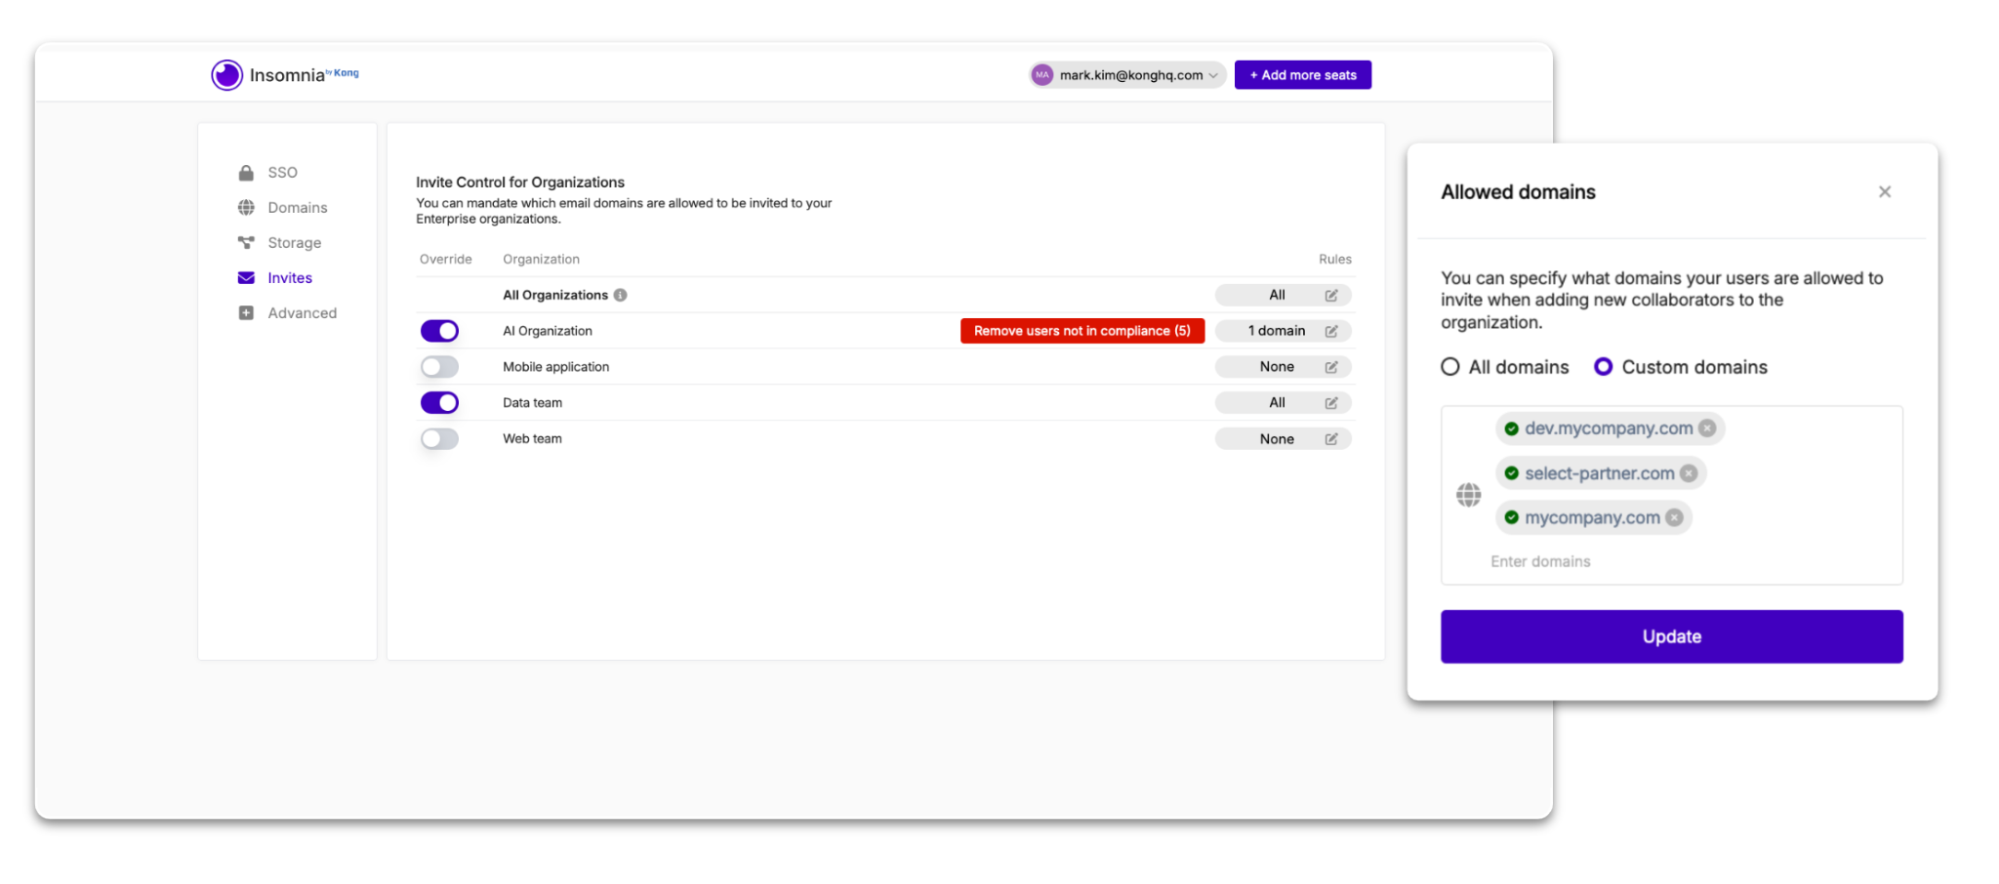 Insomnia by Kong
MA mark.kim@konghq.com
+ Add more seats
SSO
Domains
Storage
Invites
Advanced
Invite Control for Organizations
You can mandate which email domains are allowed to be invited to your
Enterprise organizations.
Override Organization Rules
All Organizations All
AI Organization Remove users not in compliance (5) 1 domain
Mobile application None
Data team All
Web team None
Allowed domains
You can specify what domains your users are allowed to
invite when adding new collaborators to the
organization.
All domains Custom domains
dev.mycompany.com
select-partner.com
mycompany.com
Enter domains
Update